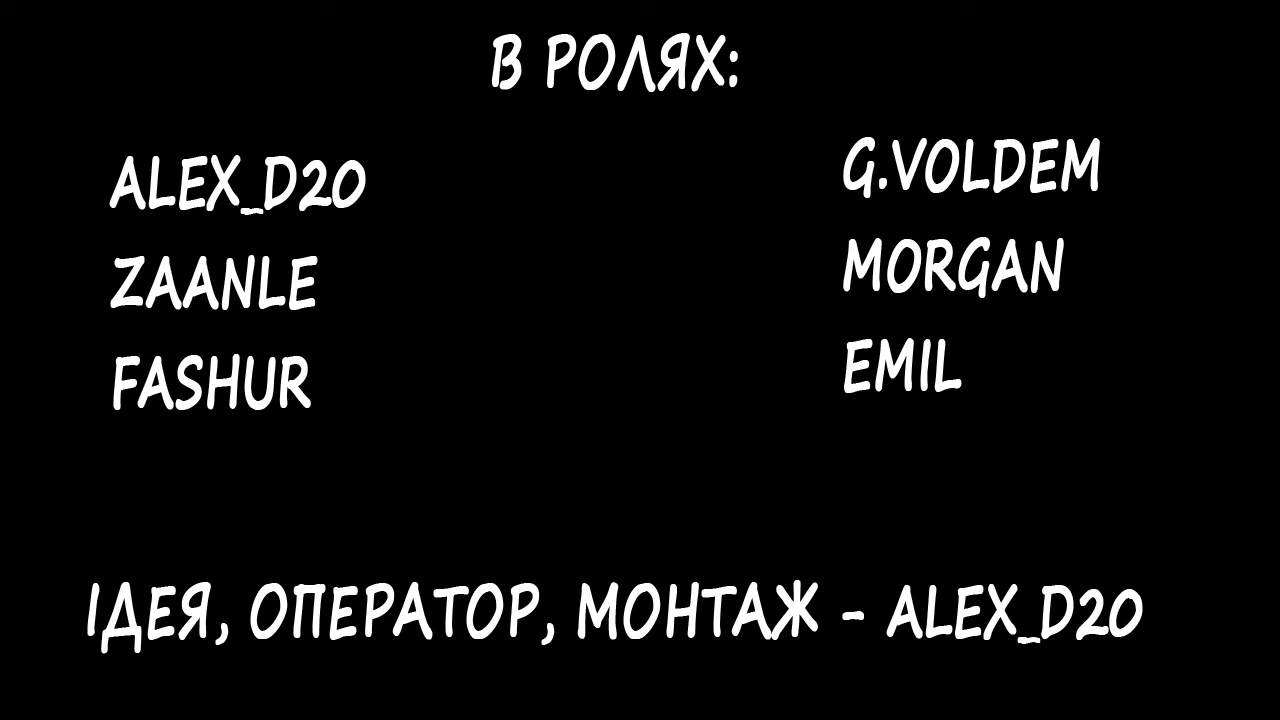 В РОЛЯХ:
ALEX_D20
ZAANLE
FASHUR
G.VOLDEM
MORGAN
EMIL
ІДЕЯ, ОПЕРАТОР, МОНТАЖ - ALEX_D20